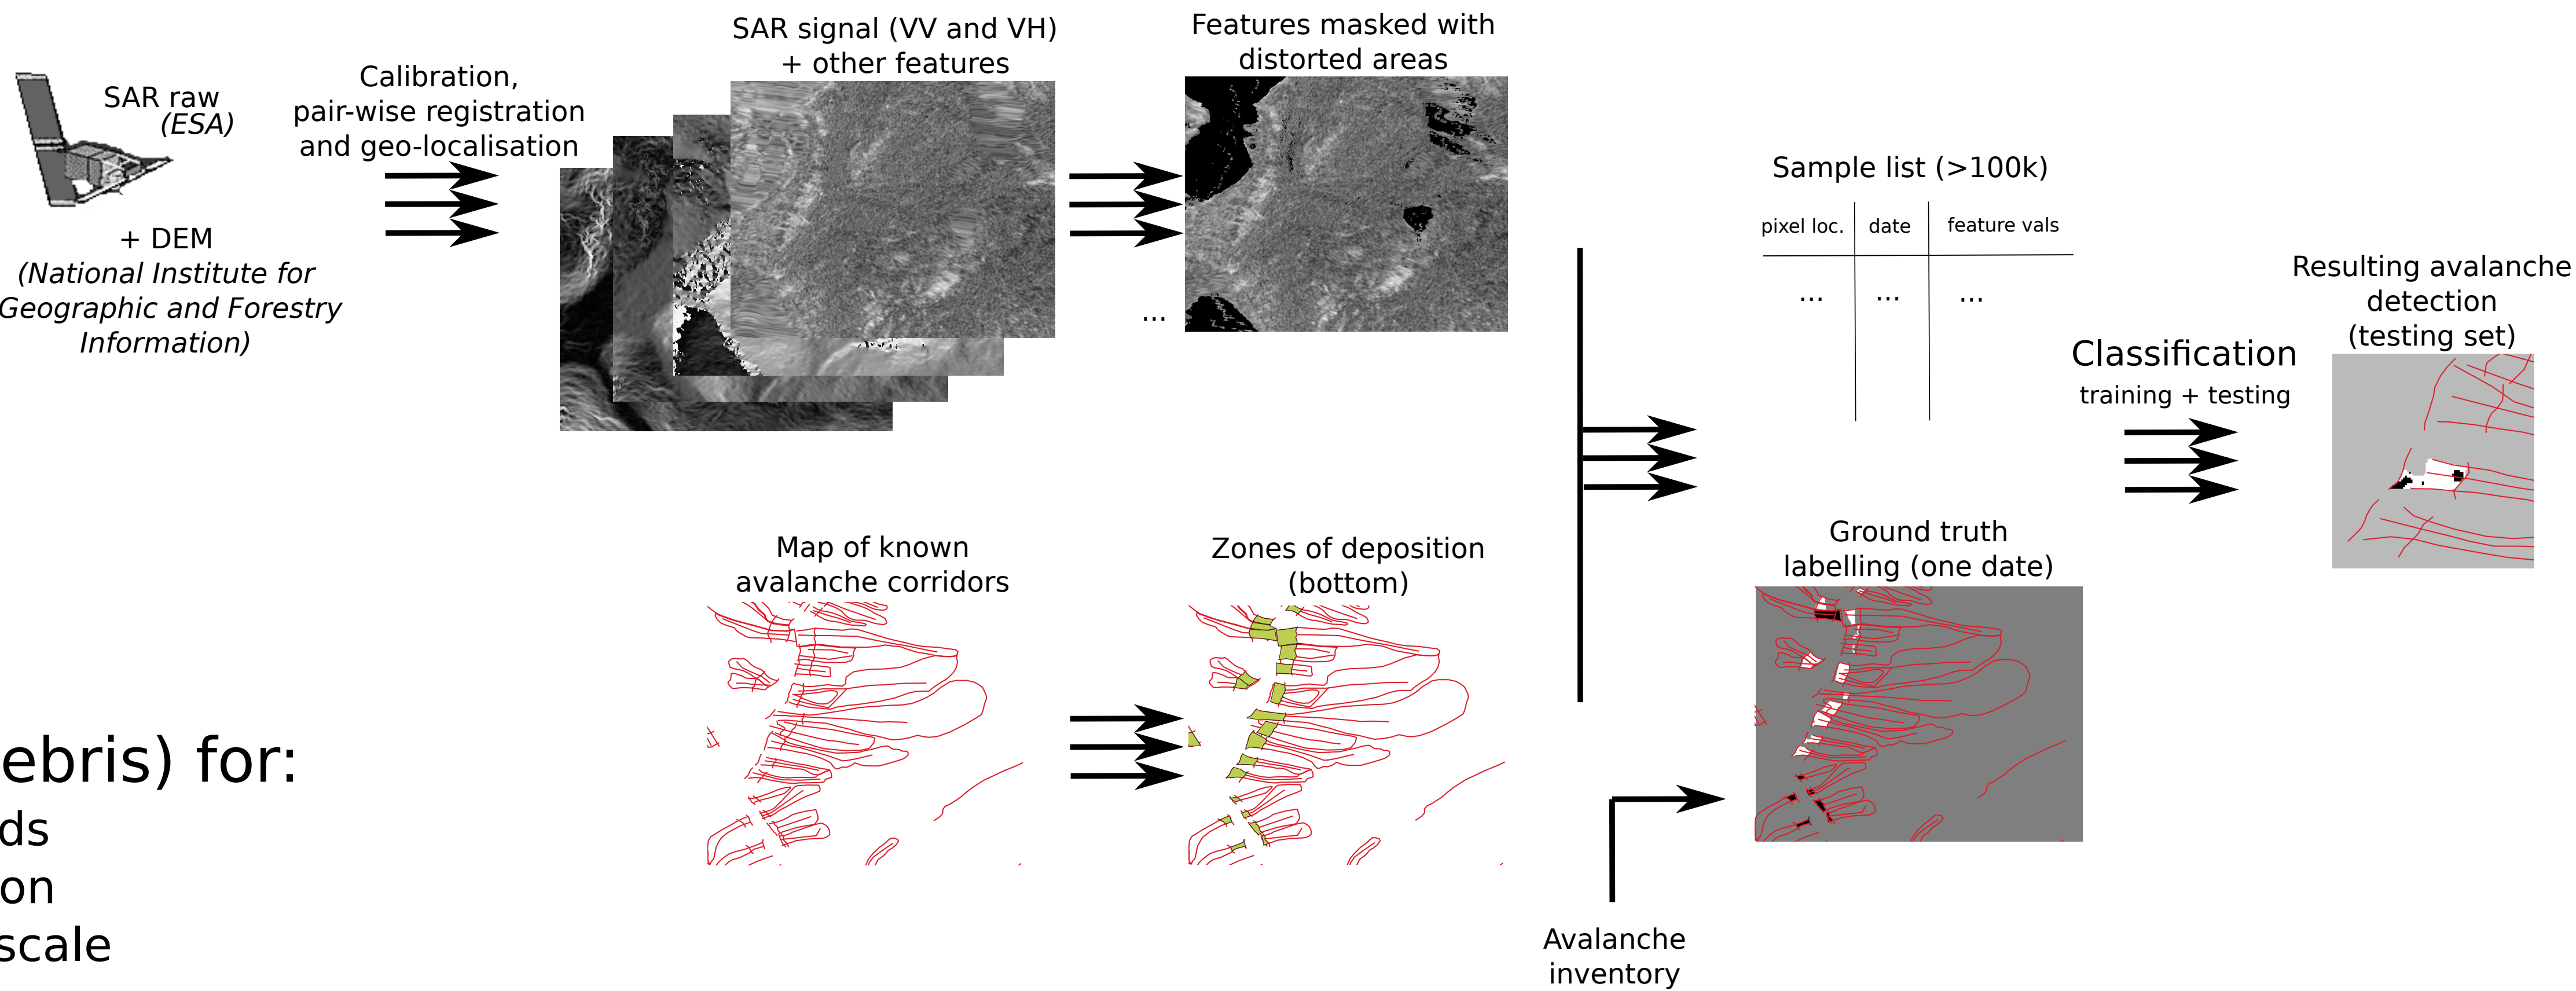 SAR raw
(ESA)
+ DEM
(National Institute for
Geographic and Forestry
Information)
Calibration,
pair-wise registration
and geo-localisation
SAR signal (VV and VH)
+ other features
Features masked with
distorted areas
...
Map of known
avalanche corridors
Zones of deposition
(bottom)
Sample list (>100k)
pixel loc. date feature vals
... ... ...
Ground truth
labelling (one date)
Avalanche
inventory
Classification
training + testing
Resulting avalanche
detection
(testing set)
ebris) for:
ds
on
scale